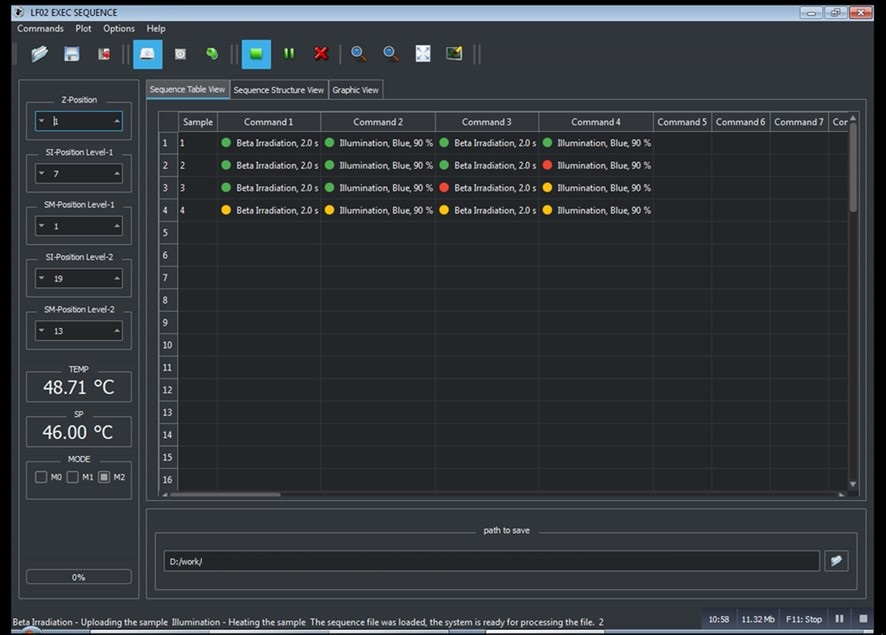 LF02 EXEC SEQUENCE
Commands Plot Options Help
Z-Position
1
SI-Position Level-1
7
SM-Position Level-1
1
SI-Position Level-2
19
SM-Position Level-2
13
TEMP
48.71 °C
SP
46.00 °C
MODE
M0 M1 M2
0%
Sequence Table View Sequence Structure View Graphic View
Sample Command 1 Command 2 Command 3 Command 4 Command 5 Command 6 Command 7 Cor
1 1 Beta Irradiation, 2.0 s Illumination, Blue, 90 % Beta Irradiation, 2.0 s Illumination, Blue, 90 %
2 2 Beta Irradiation, 2.0 s Illumination, Blue, 90 % Beta Irradiation, 2.0 s Illumination, Blue, 90 %
3 3 Beta Irradiation, 2.0 s Illumination, Blue, 90 % Beta Irradiation, 2.0 s Illumination, Blue, 90 %
4 4 Beta Irradiation, 2.0 s Illumination, Blue, 90 % Beta Irradiation, 2.0 s Illumination, Blue, 90 %
5
6
7
8
9
10
11
12
13
14
15
16
path to save
D:/work/
Beta Irradiation - Uploading the sample Illumination - Heating the sample The sequence file was loaded, the system is ready for processing the file. 2
10:58 11.32 Mb F11: Stop